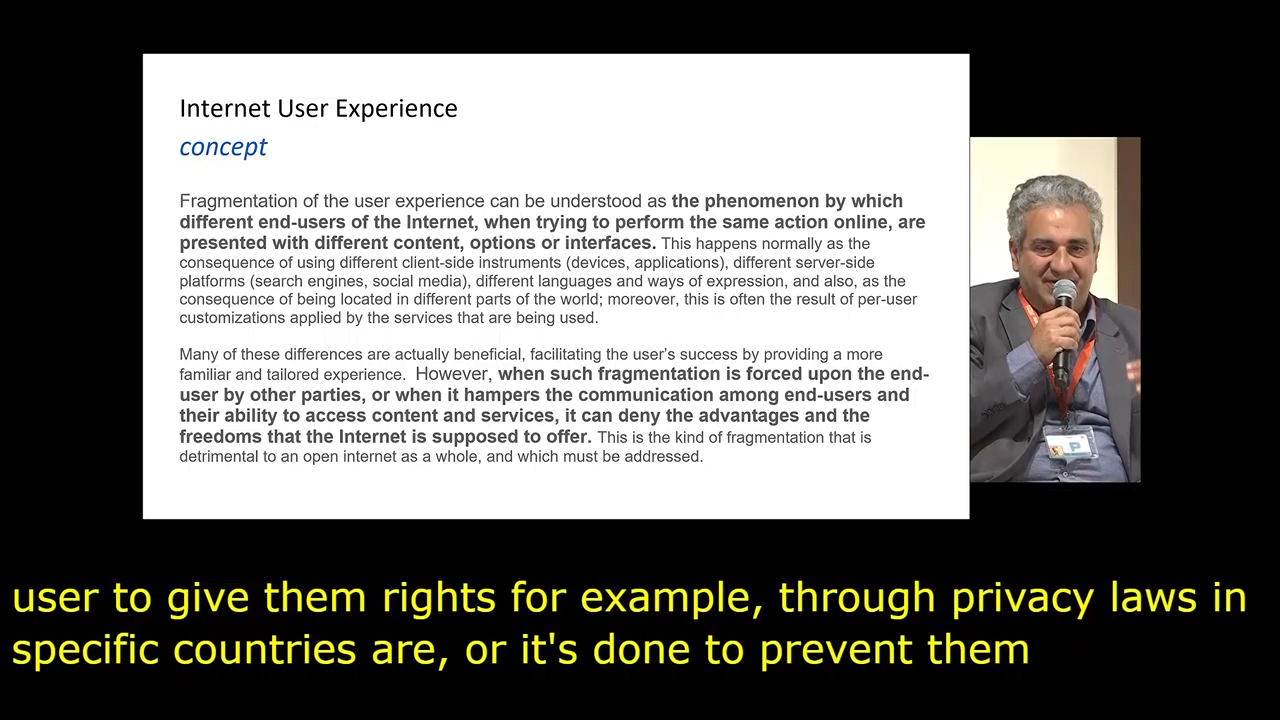 Internet User Experience
concept
Fragmentation of the user experience can be understood as the phenomenon by which
different end-users of the Internet, when trying to perform the same action online, are
presented with different content, options or interfaces. This happens normally as the
consequence of using different client-side instruments (devices, applications), different server-side
platforms (search engines, social media), different languages and ways of expression, and also, as the
consequence of being located in different parts of the world; moreover, this is often the result of per-user
customizations applied by the services that are being used.
Many of these differences are actually beneficial, facilitating the user's success by providing a more
familiar and tailored experience. However, when such fragmentation is forced upon the end-
user by other parties, or when it hampers the communication among end-users and
their ability to access content and services, it can deny the advantages and the
freedoms that the Internet is supposed to offer. This is the kind of fragmentation that is
detrimental to an open internet as a whole, and which must be addressed.
P
user to give them rights for example, through privacy laws in
specific countries are, or it's done to prevent them